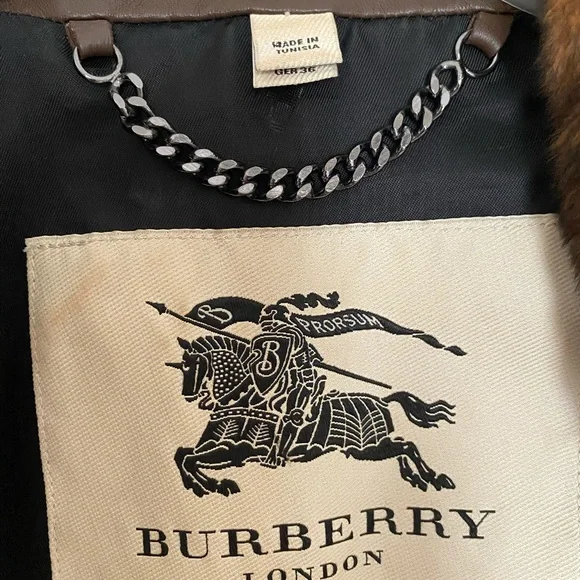 MADE IN
TUNISIA
GER 36
B
PRORSUM
B
BURBERRY
LONDON